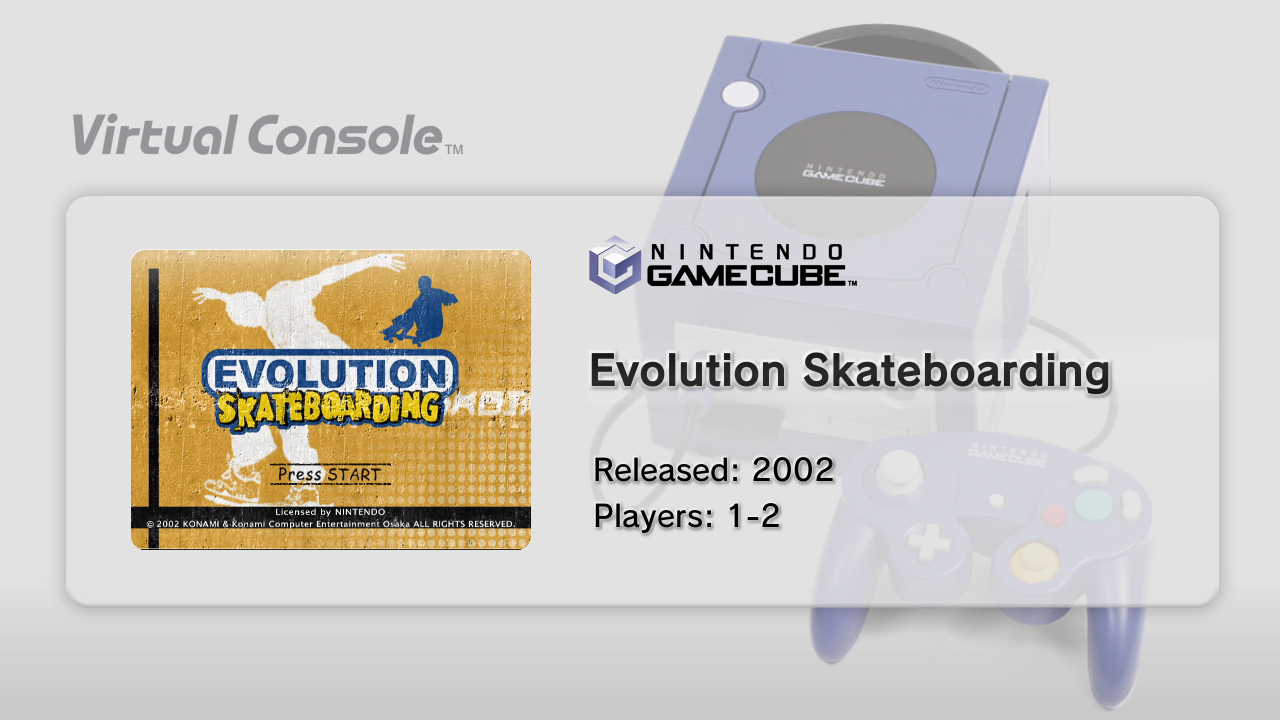 Nintendo
NINTENDO
GAMECUBE
Virtual Console™
NINTENDO
GAMECUBE™
EVOLUTION
SKATEBOARDING
Evolution Skateboarding
Press START
Released: 2002
Players: 1-2
Licensed by NINTENDO
© 2002 KONAMI & Konami Computer Entertainment Osaka ALL RIGHTS RESERVED.
NINTENDO
GAMECUBE